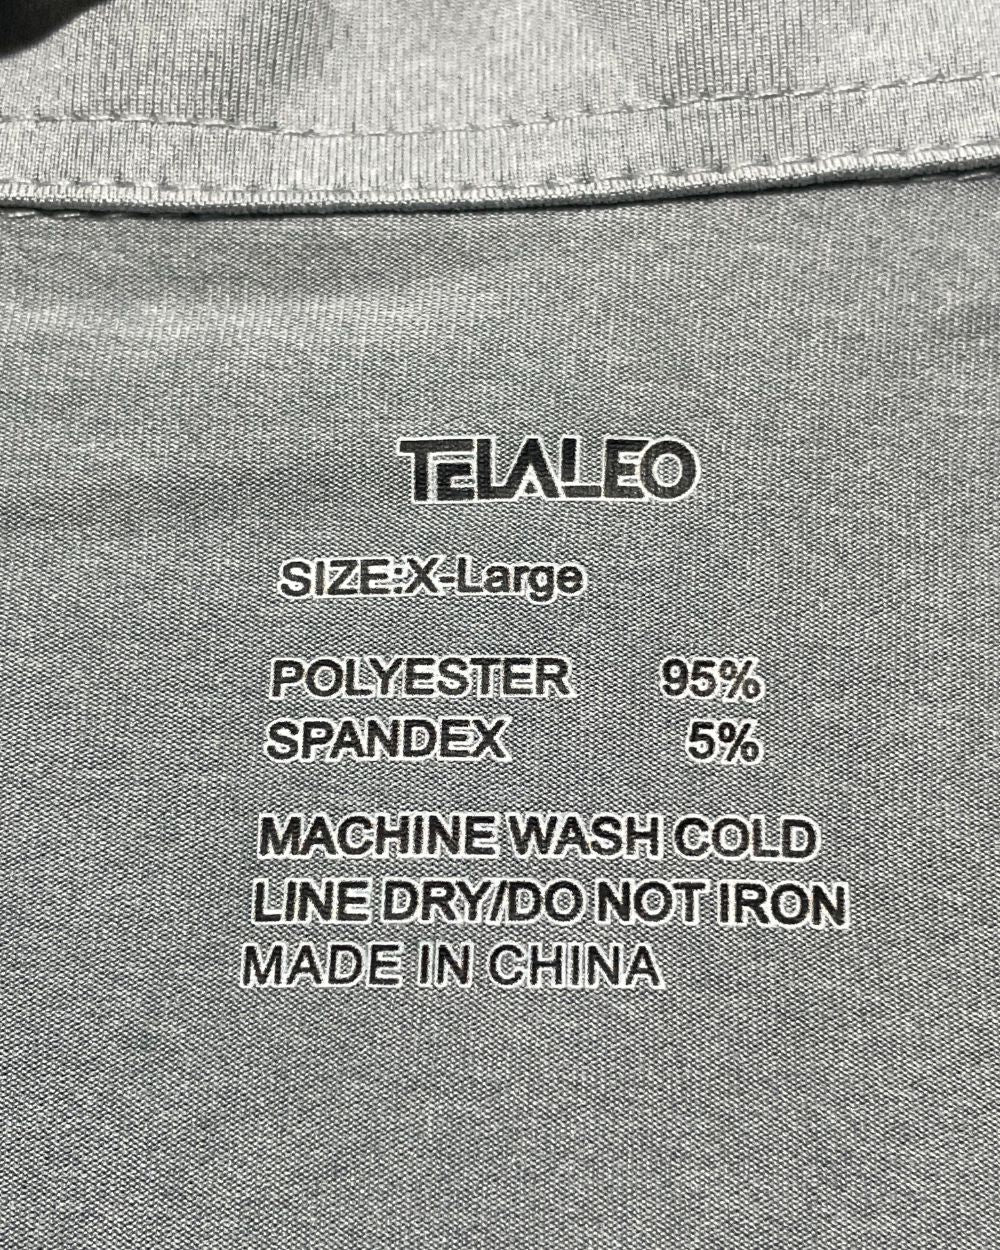 TELALEO
SIZE:X-Large
POLYESTER 95%
SPANDEX 5%
MACHINE WASH COLD
LINE DRY/DO NOT IRON
MADE IN CHINA